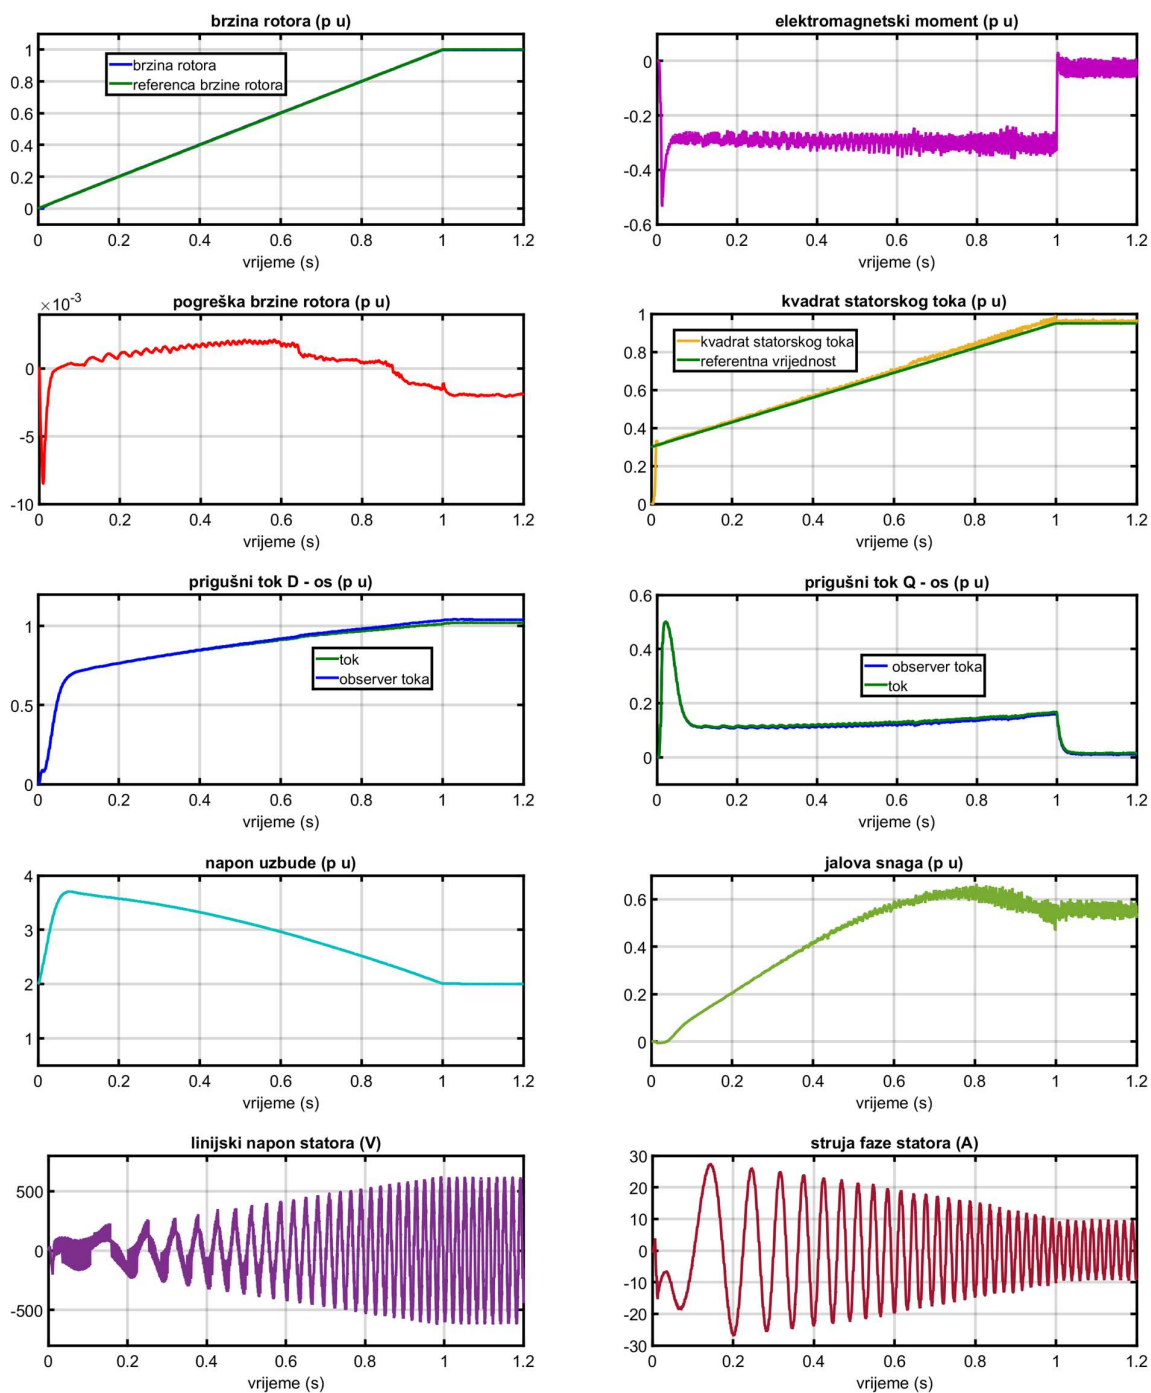 brzina rotora (p u)
1
0.8
0.6
0.4
0.2
0
brzina rotora
referenca brzine rotora
0 0.2 0.4 0.6 0.8 1 1.2
vrijeme (s)
elektromagnetski moment (p u)
0
-0.2
-0.4
-0.6
0 0.2 0.4 0.6 0.8 1 1.2
vrijeme (s)
pogreška brzine rotora (p u)
×10⁻³
0
-5
-10
0 0.2 0.4 0.6 0.8 1 1.2
vrijeme (s)
kvadrat statorskog toka (p u)
1
0.8
0.6
0.4
0.2
0
kvadrat statorskog toka
referentna vrijednost
0 0.2 0.4 0.6 0.8 1 1.2
vrijeme (s)
prigušni tok D - os (p u)
1
0.5
0
tok
observer toka
0 0.2 0.4 0.6 0.8 1 1.2
vrijeme (s)
prigušni tok Q - os (p u)
0.6
0.4
0.2
0
observer toka
tok
0 0.2 0.4 0.6 0.8 1 1.2
vrijeme (s)
napon uzbude (p u)
4
3
2
1
0 0.2 0.4 0.6 0.8 1 1.2
vrijeme (s)
jalova snaga (p u)
0.6
0.4
0.2
0
0 0.2 0.4 0.6 0.8 1 1.2
vrijeme (s)
linijski napon statora (V)
500
0
-500
0 0.2 0.4 0.6 0.8 1 1.2
vrijeme (s)
struja faze statora (A)
30
20
10
0
-10
-20
-30
0 0.2 0.4 0.6 0.8 1 1.2
vrijeme (s)